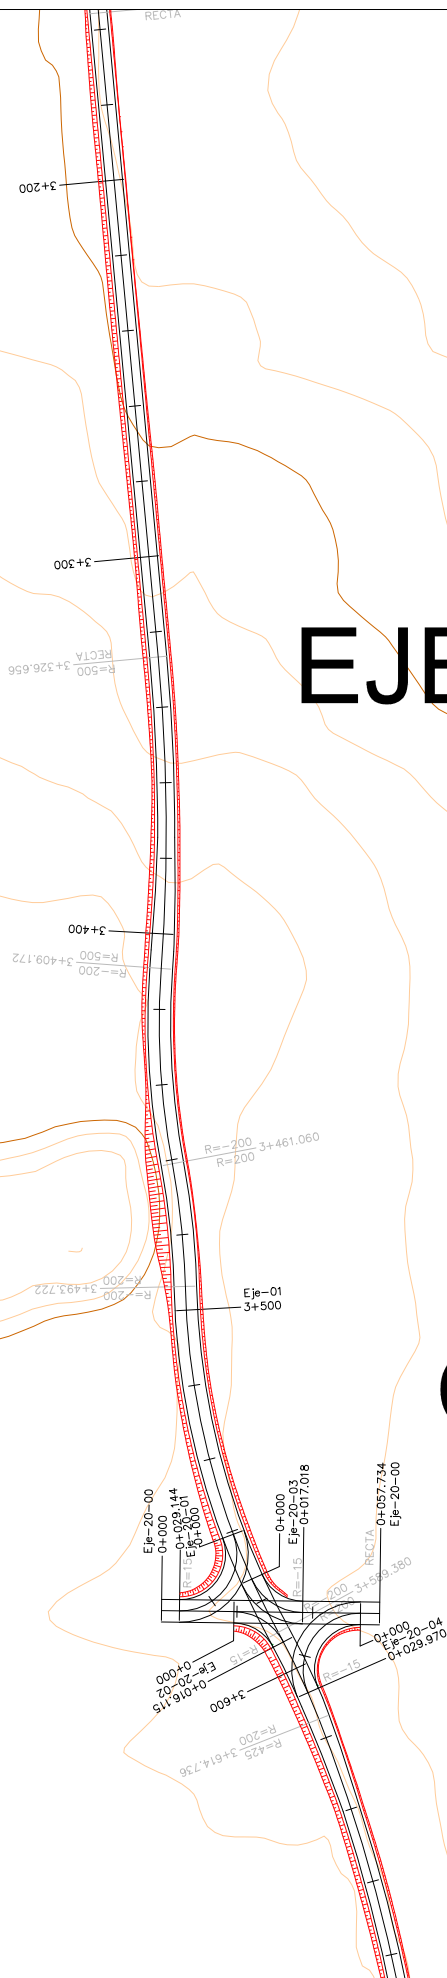 RECTA
3+200
3+300
RECTA
3+326.656
R=500
EJE
3+400
R=500
3+409.172
R=-200
R=-200
3+461.060
R=200
R=200
3+493.722
R=-200
Eje-01
3+500
Eje-20-00
0+000
0+029.144
Eje-20-01
0+000
R=15
0+000
Eje-20-03
0+017.018
R=-15
RECTA
0+057.734
Eje-20-00
R=-200
3+589.380
R=200
0+000
Eje-20-04
0+029.970
R=-15
0+000
Eje-20-02
0+016.115
R=15
3+600
R=200
3+614.736
R=425